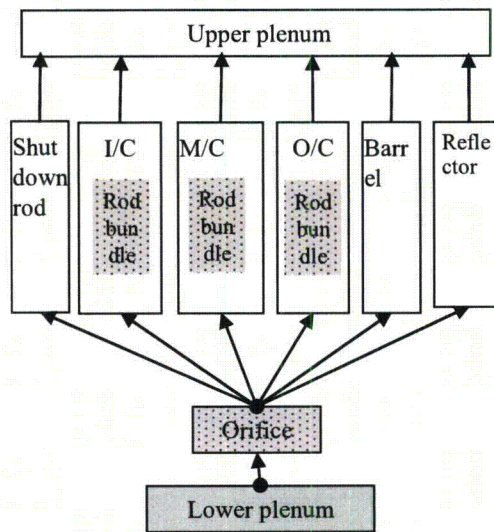 Upper plenum
Shut
down
rod
I/C
Rod
bun
dle
M/C
Rod
bun
dle
O/C
Rod
bun
dle
Barr
el
Refle
ctor
Orifice
Lower plenum